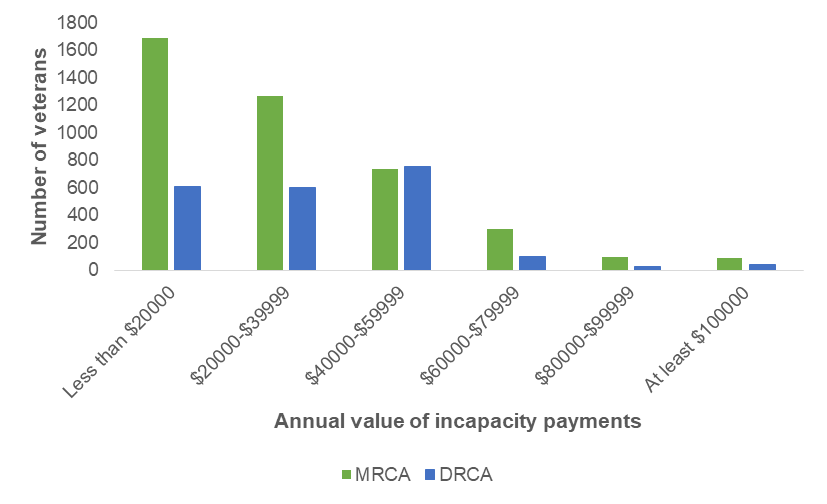 Number of veterans
1800
1600
1400
1200
1000
800
600
400
200
0
Less than $20000
$20000-$39999
$40000-$59999
$60000-$79999
$80000-$99999
At least $100000
Annual value of incapacity payments
MRCA DRCA